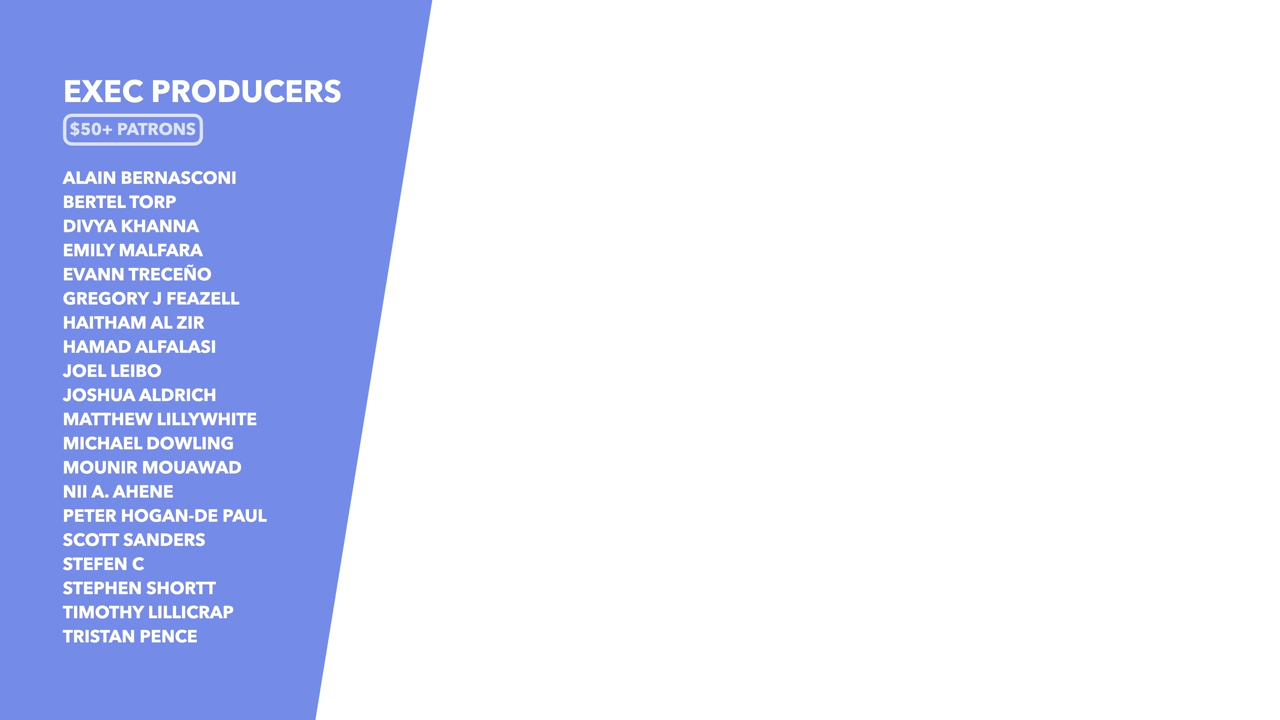 EXEC PRODUCERS
$50+ PATRONS
ALAIN BERNASCONI
BERTEL TORP
DIVYA KHANNA
EMILY MALFARA
EVANN TRECEÑO
GREGORY J FEAZELL
HAITHAM AL ZIR
HAMAD ALFALASI
JOEL LEIBO
JOSHUA ALDRICH
MATTHEW LILLYWHITE
MICHAEL DOWLING
MOUNIR MOUAWAD
NII A. AHENE
PETER HOGAN-DE PAUL
SCOTT SANDERS
STEFEN C
STEPHEN SHORTT
TIMOTHY LILLICRAP
TRISTAN PENCE